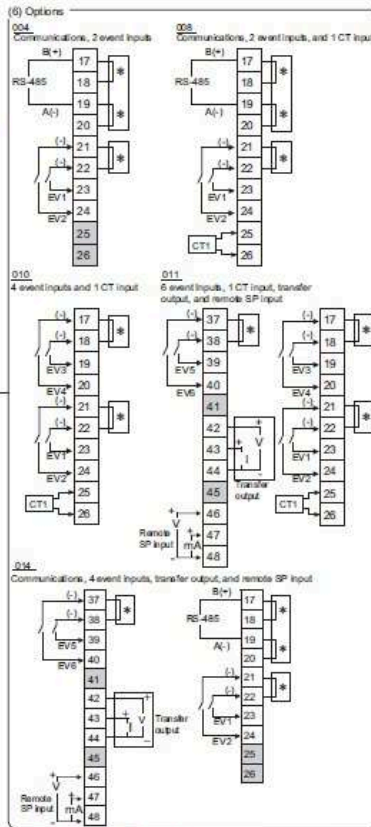 (6) Options
004
Communications, 2 event inputs
B(+)
RS-485
A(-)
17
18
19
20
21
22
23
24
25
26
*
*
*
(-)
(-)
EV1
EV2
008
Communications, 2 event inputs, and 1 CT input
B(+)
RS-485
A(-)
17
18
19
20
21
22
23
24
25
26
*
*
*
(-)
(-)
EV1
EV2
CT1
010
4 event inputs and 1 CT input
(-)
(-)
EV3
EV4
(-)
(-)
EV1
EV2
CT1
17
18
19
20
21
22
23
24
25
26
*
*
011
6 event inputs, 1 CT input, transfer
output, and remote SP input
(-)
(-)
EV5
EV6
37
38
39
40
41
42
43
44
45
46
47
48
*
+
+
V
I
-
Transfer
output
+
V
+
mA
-
Remote
SP input
(-)
(-)
EV3
EV4
(-)
(-)
EV1
EV2
CT1
17
18
19
20
21
22
23
24
25
26
*
*
014
Communications, 4 event inputs, transfer output, and remote SP input
(-)
(-)
EV5
EV6
37
38
39
40
41
42
43
44
45
46
47
48
*
+
+
V
I
-
Transfer
output
+
V
+
mA
-
Remote
SP input
B(+)
RS-485
A(-)
(-)
(-)
EV1
EV2
17
18
19
20
21
22
23
24
25
26
*
*
*